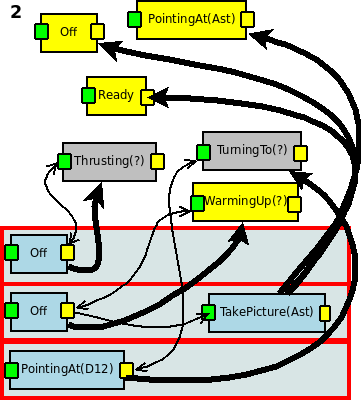 2
PointingAt(Ast)
Off
Ready
TurningTo(?)
Thrusting(?)
WarmingUp(?)
Off
Off
TakePicture(Ast)
PointingAt(D12)